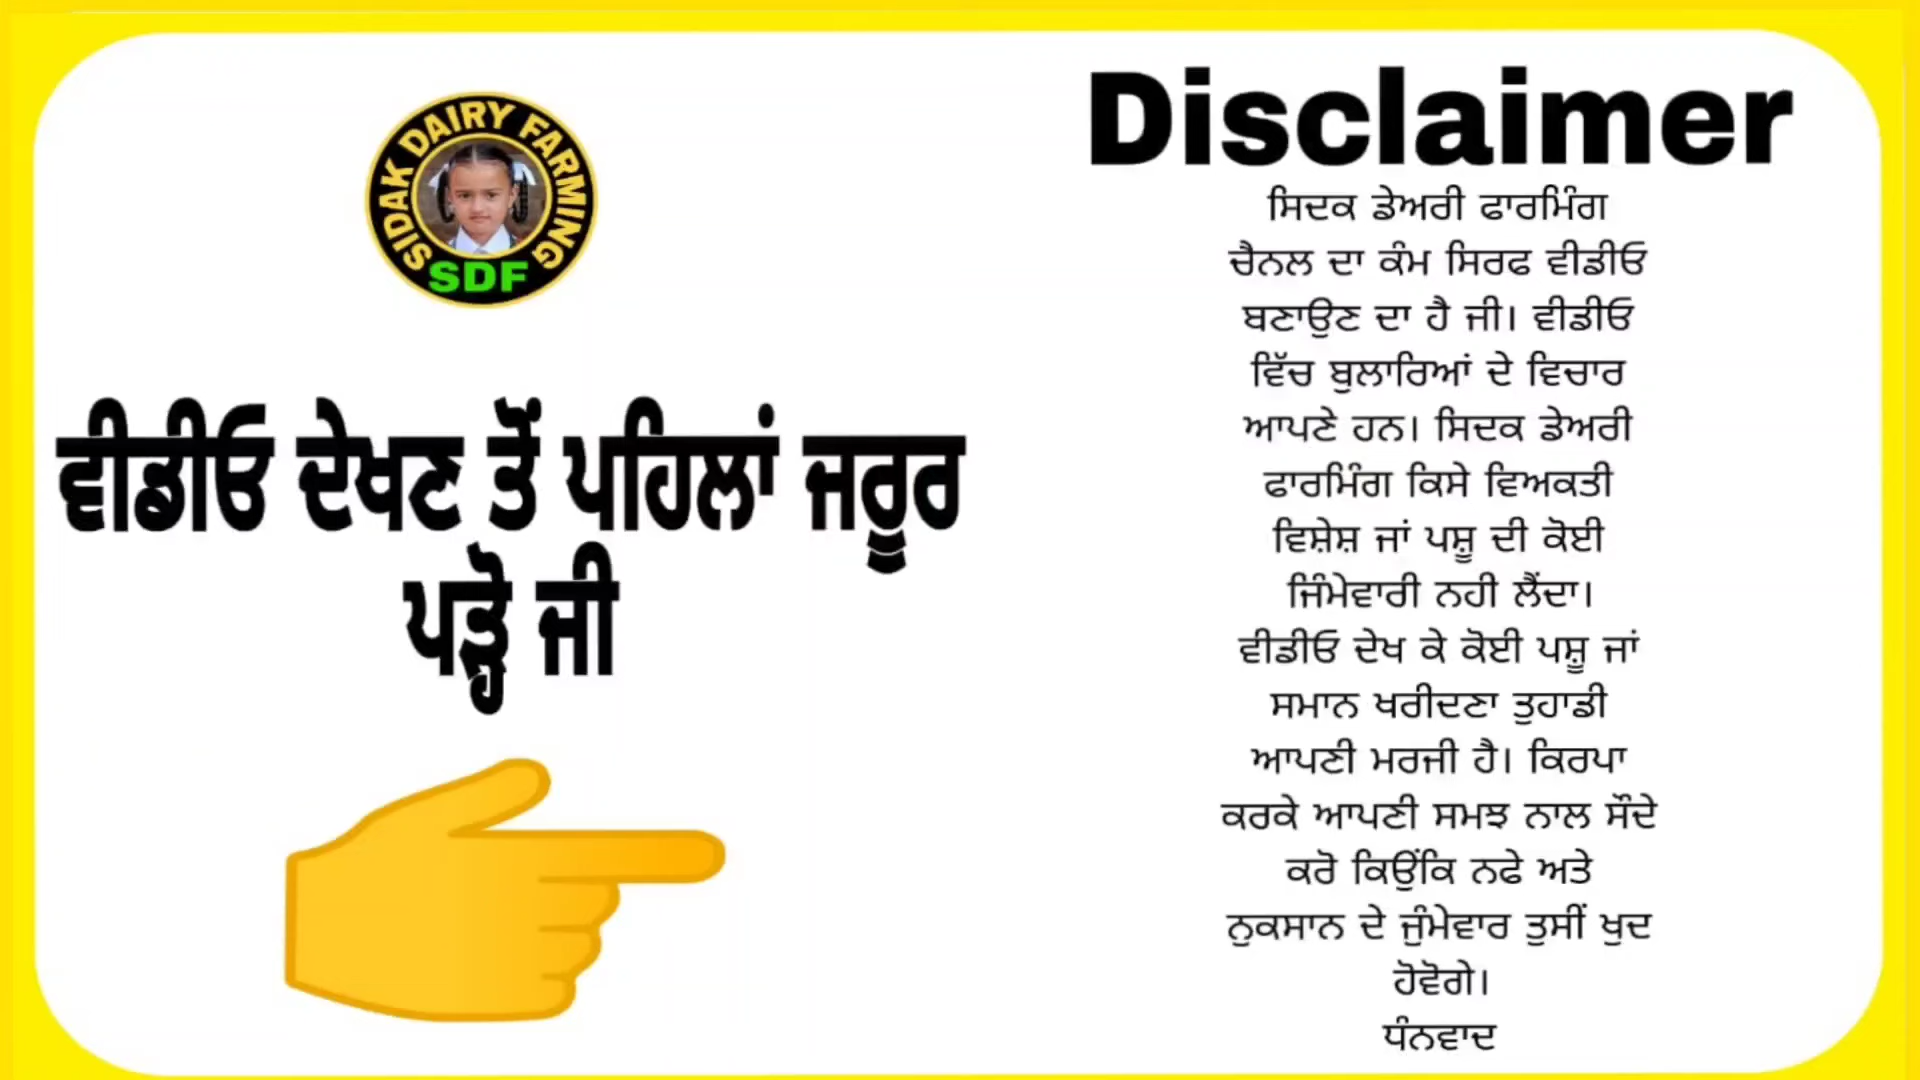 SIDAK DAIRY FARMING
SDF
ਵੀਡੀਓ ਦੇਖਣ ਤੋਂ ਪਹਿਲਾਂ ਜਰੂਰ
ਪੜ੍ਹੋ ਜੀ
Disclaimer
ਸਿਦਕ ਡੇਅਰੀ ਫਾਰਮਿੰਗ
ਚੈਨਲ ਦਾ ਕੰਮ ਸਿਰਫ ਵੀਡੀਓ
ਬਣਾਉਣ ਦਾ ਹੈ ਜੀ। ਵੀਡੀਓ
ਵਿੱਚ ਬੁਲਾਰਿਆਂ ਦੇ ਵਿਚਾਰ
ਆਪਣੇ ਹਨ। ਸਿਦਕ ਡੇਅਰੀ
ਫਾਰਮਿੰਗ ਕਿਸੇ ਵਿਅਕਤੀ
ਵਿਸ਼ੇਸ਼ ਜਾਂ ਪਸ਼ੂ ਦੀ ਕੋਈ
ਜਿੰਮੇਵਾਰੀ ਨਹੀ ਲੈਂਦਾ।
ਵੀਡੀਓ ਦੇਖ ਕੇ ਕੋਈ ਪਸ਼ੂ ਜਾਂ
ਸਮਾਨ ਖਰੀਦਣਾ ਤੁਹਾਡੀ
ਆਪਣੀ ਮਰਜੀ ਹੈ। ਕਿਰਪਾ
ਕਰਕੇ ਆਪਣੀ ਸਮਝ ਨਾਲ ਸੌਦੇ
ਕਰੋ ਕਿਉਂਕਿ ਨਫੇ ਅਤੇ
ਨੁਕਸਾਨ ਦੇ ਜੁੰਮੇਵਾਰ ਤੁਸੀਂ ਖੁਦ
ਹੋਵੋਗੇ।
ਧੰਨਵਾਦ